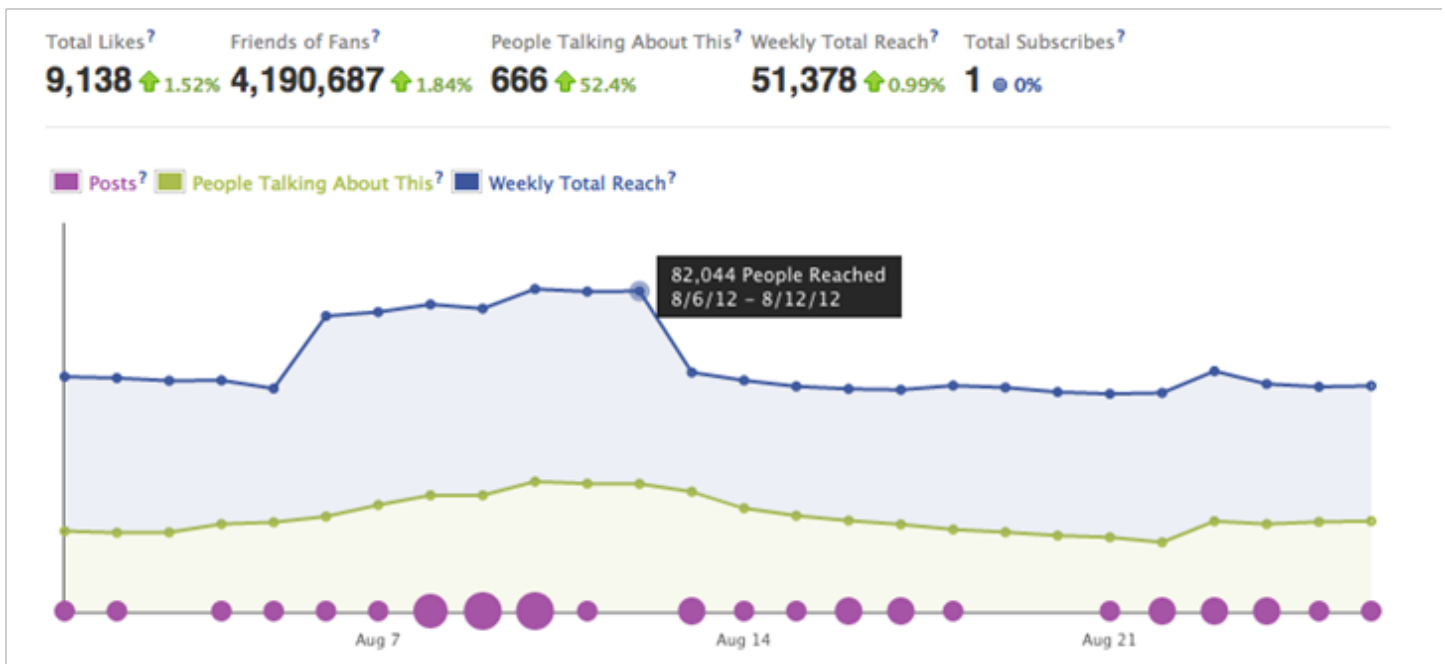 Total Likes? Friends of Fans? People Talking About This? Weekly Total Reach? Total Subscribes?
9,138 1.52% 4,190,687 1.84% 666 52.4% 51,378 0.99% 1 0%
Posts? People Talking About This? Weekly Total Reach?
82,044 People Reached
8/6/12 – 8/12/12
Aug 7 Aug 14 Aug 21